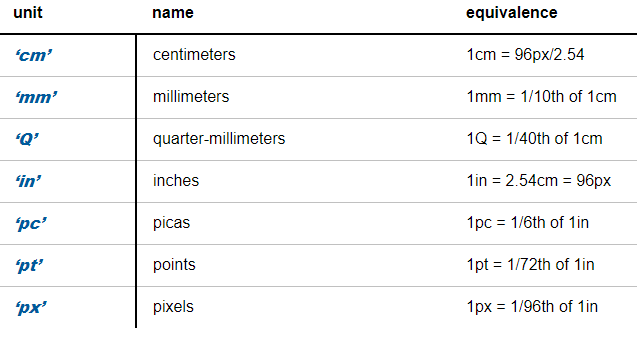 unit name equivalence
‘cm’ centimeters 1cm = 96px/2.54
‘mm’ millimeters 1mm = 1/10th of 1cm
‘Q’ quarter-millimeters 1Q = 1/40th of 1cm
‘in’ inches 1in = 2.54cm = 96px
‘pc’ picas 1pc = 1/6th of 1in
‘pt’ points 1pt = 1/72th of 1in
‘px’ pixels 1px = 1/96th of 1in